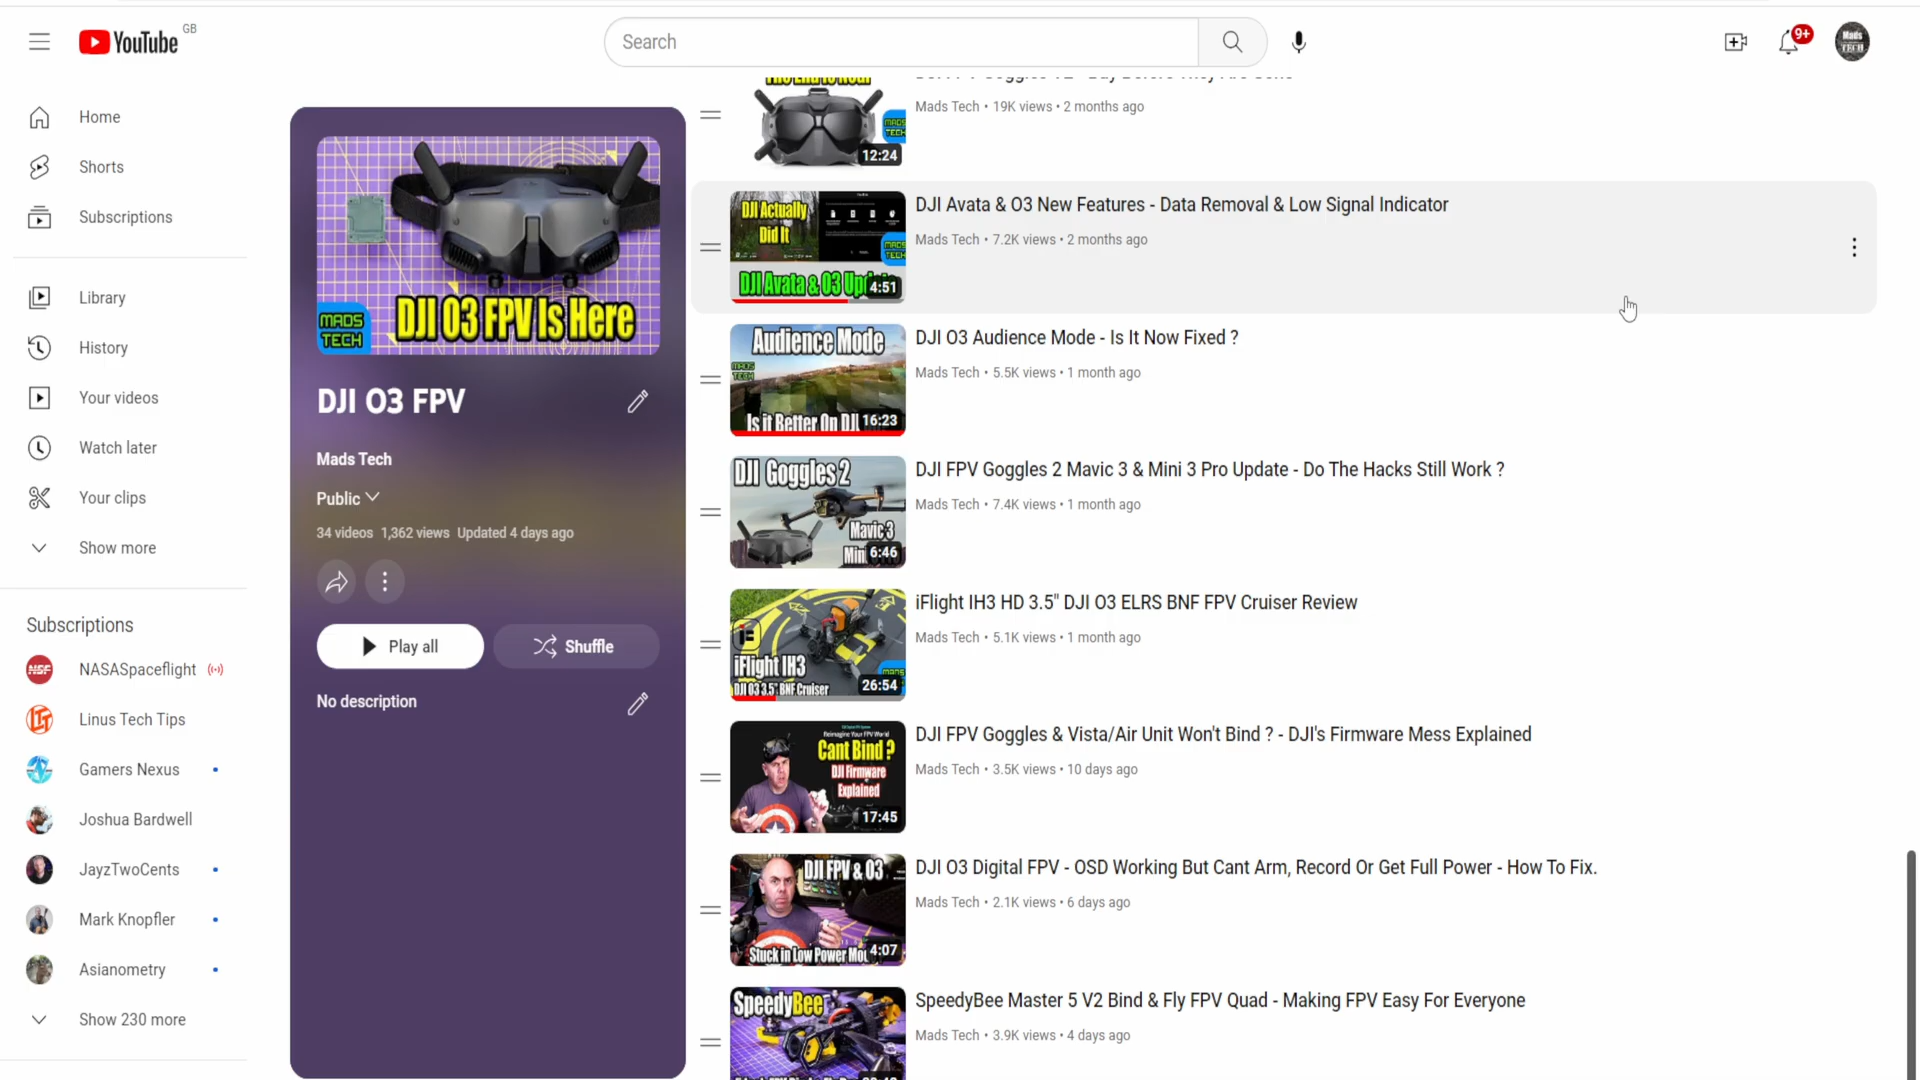 YouTube GB
Search
9+
Mads TECH
Home
Shorts
Subscriptions
Library
History
Your videos
Watch later
Your clips
Show more
Subscriptions
NASASpaceflight
Linus Tech Tips
Gamers Nexus
Joshua Bardwell
JayzTwoCents
Mark Knopfler
Asianometry
Show 230 more
MADS TECH
DJI O3 FPV Is Here
DJI O3 FPV
Mads Tech
Public
34 videos 1,362 views Updated 4 days ago
Play all
Shuffle
No description
12:24
Mads Tech • 19K views • 2 months ago
DJI Actually
Did It
DJI Avata & O3
4:51
DJI Avata & O3 New Features - Data Removal & Low Signal Indicator
Mads Tech • 7.2K views • 2 months ago
Audience Mode
Is it Better On DJI
16:23
DJI O3 Audience Mode - Is It Now Fixed ?
Mads Tech • 5.5K views • 1 month ago
DJI Goggles 2
Mavic 3
6:46
DJI FPV Goggles 2 Mavic 3 & Mini 3 Pro Update - Do The Hacks Still Work ?
Mads Tech • 7.4K views • 1 month ago
iFlight IH3
DJI O3 3.5" BNF Cruiser
26:54
iFlight IH3 HD 3.5" DJI O3 ELRS BNF FPV Cruiser Review
Mads Tech • 5.1K views • 1 month ago
Reimagine Your FPV World
Cant Bind ?
DJI Firmware
Explained
17:45
DJI FPV Goggles & Vista/Air Unit Won't Bind ? - DJI's Firmware Mess Explained
Mads Tech • 3.5K views • 10 days ago
DJI FPV & O3
Stuck in Low Power
4:07
DJI O3 Digital FPV - OSD Working But Cant Arm, Record Or Get Full Power - How To Fix.
Mads Tech • 2.1K views • 6 days ago
SpeedyBee
SpeedyBee Master 5 V2 Bind & Fly FPV Quad - Making FPV Easy For Everyone
Mads Tech • 3.9K views • 4 days ago